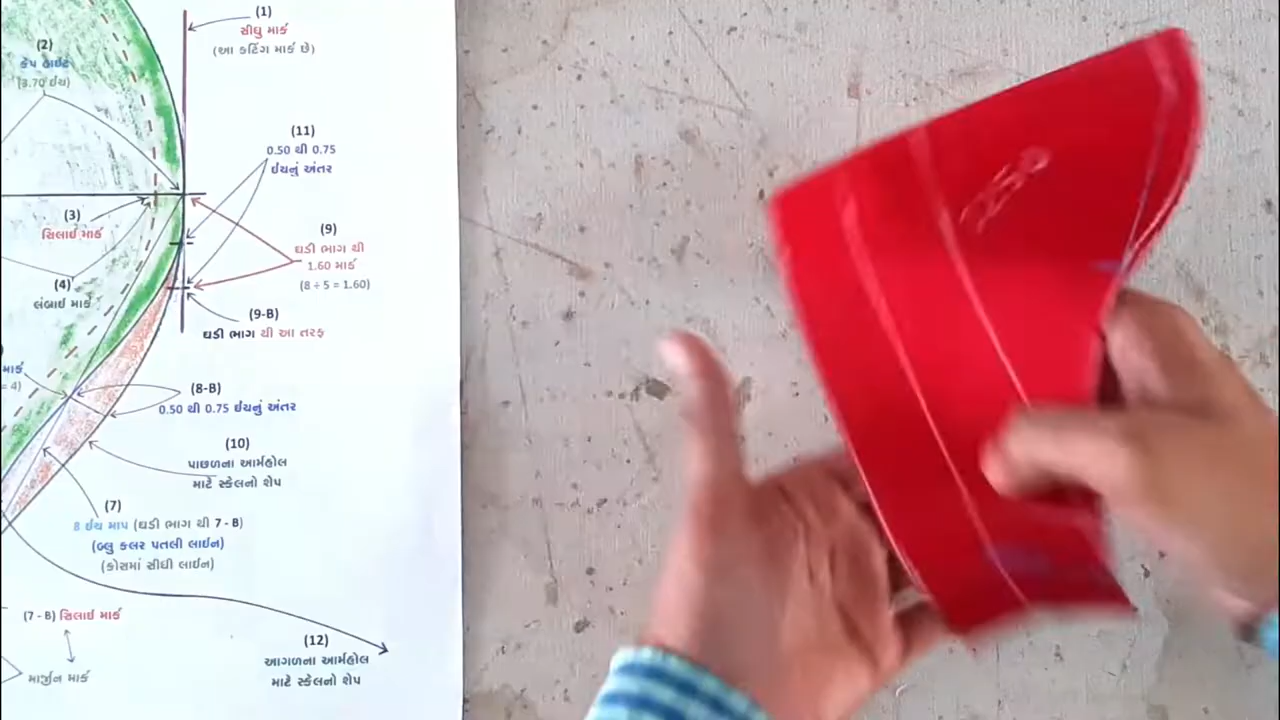 (1)
સીધુ માર્ક
(આ કટિંગ માર્ક છે)
(2)
કેપ હાઈટ
(3.70 ઈંચ)
(11)
0.50 થી 0.75
ઈંચનું અંતર
(3)
સિલાઈ માર્ક
(9)
ઘડી ભાગ થી
1.60 માર્ક
(8 ÷ 5 = 1.60)
(4)
લંબાઈ માર્ક
(9-B)
ઘડી ભાગ થી આ તરફ
માર્ક
= 4)
(8-B)
0.50 થી 0.75 ઈંચનું અંતર
(10)
પાછળના આર્મહોલ
માટે સ્કેલનો શેપ
(7)
8 ઈંચ માપ (ઘડી ભાગ થી 7 - B)
(બ્લુ કલર પતલી લાઈન)
(ક્રોસમાં સીધી લાઈન)
(7 - B) સિલાઈ માર્ક
માર્જીન માર્ક
(12)
આગળના આર્મહોલ
માટે સ્કેલનો શેપ